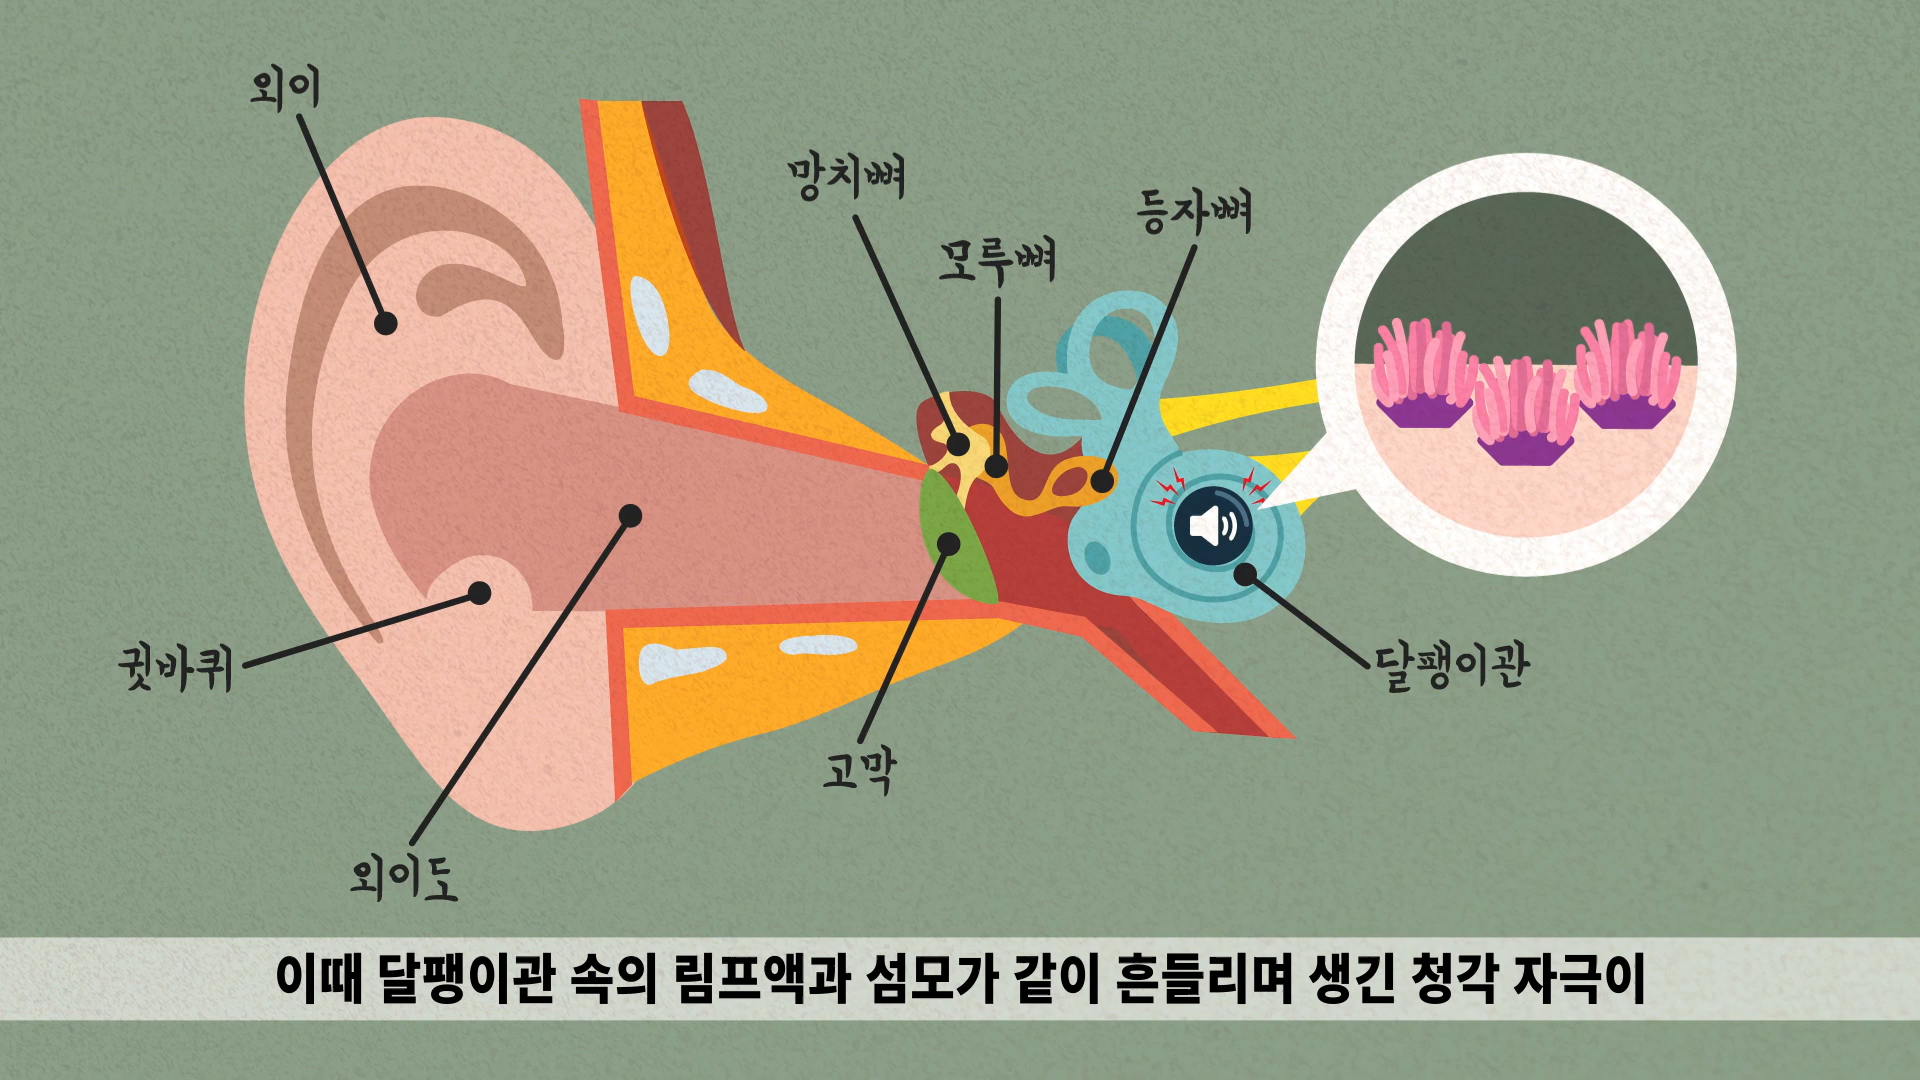 외이
망치뼈
등자뼈
모루뼈
귓바퀴
달팽이관
고막
외이도
이때 달팽이관 속의 림프액과 섬모가 같이 흔들리며 생긴 청각 자극이